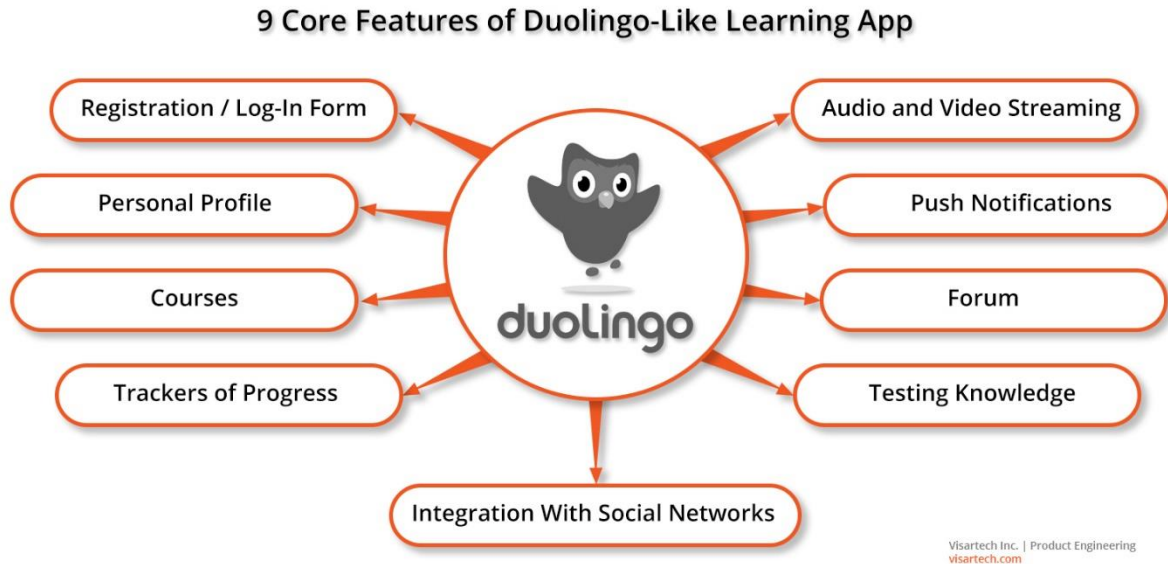 9 Core Features of Duolingo-Like Learning App
Registration / Log-In Form
Personal Profile
Courses
Trackers of Progress
duolingo
Integration With Social Networks
Audio and Video Streaming
Push Notifications
Forum
Testing Knowledge
Visartech Inc. | Product Engineering
visartech.com